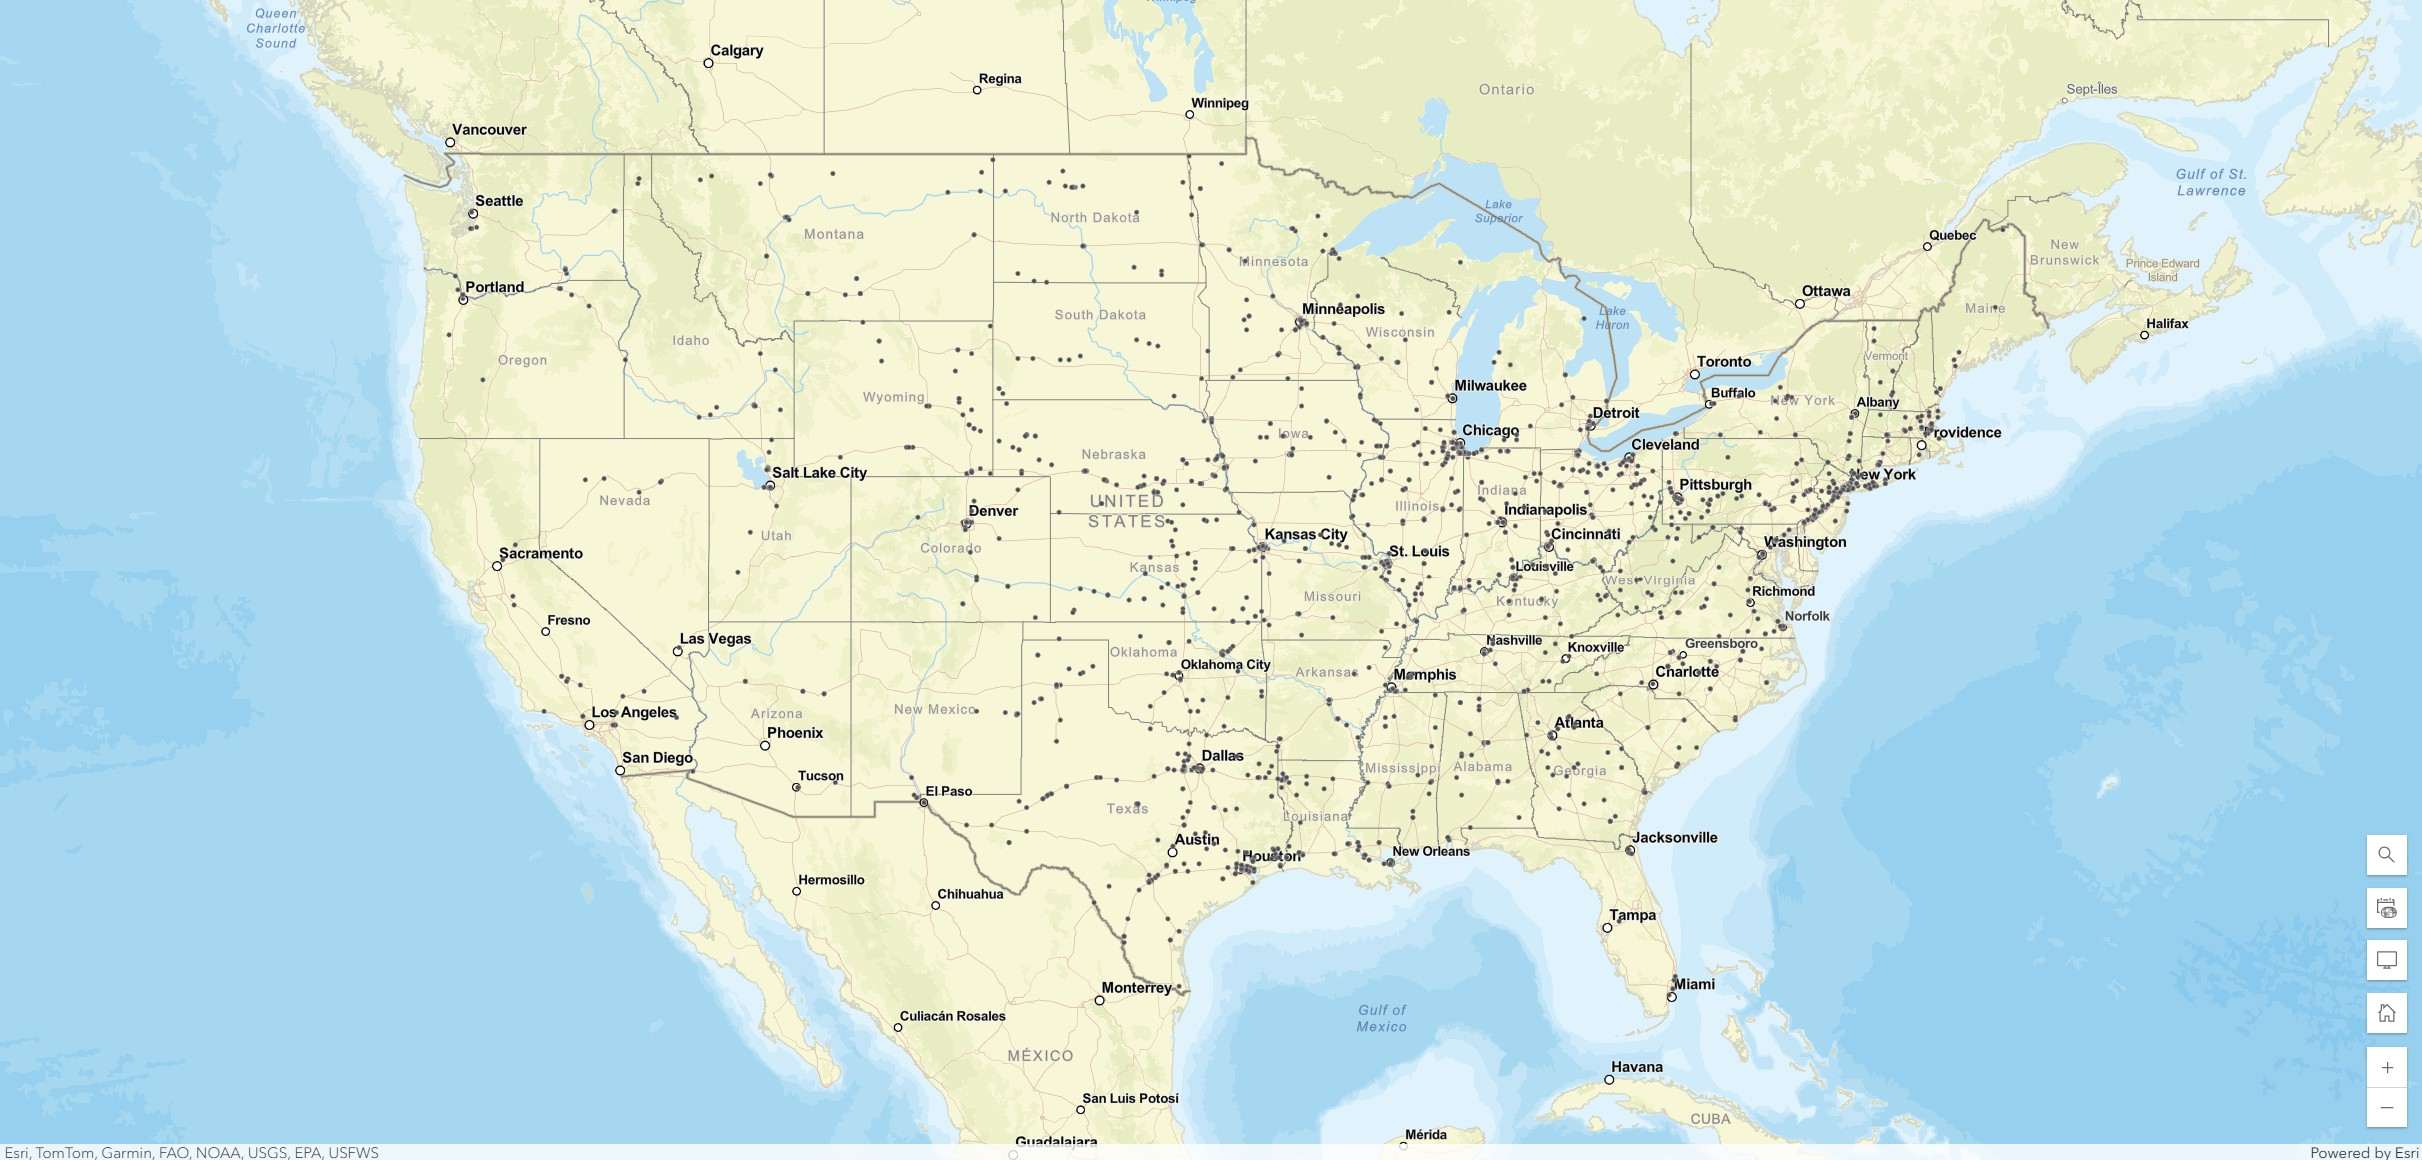 Queen
Charlotte
Sound
Winnipeg
Calgary
Regina
Winnipeg
Ontario
Sept-Îles
Vancouver
Gulf of St.
Lawrence
Seattle
Lake
Superior
North Dakota
Montana
Quebec
New
Brunswick
Minnesota
Prince Edward
Island
Portland
Ottawa
Minneapolis
Maine
South Dakota
Lake
Huron
Halifax
Wisconsin
Idaho
Oregon
Vermont
Toronto
Milwaukee
Buffalo
Wyoming
New York
Albany
Detroit
Chicago
Iowa
Providence
Cleveland
Nebraska
Salt Lake City
New York
Pittsburgh
Nevada
Indiana
UNITED
STATES
Illinois
Denver
Indianapolis
Utah
Kansas City
Cincinnati
Washington
Colorado
Sacramento
St. Louis
Kansas
Louisville
West Virginia
Missouri
Kentucky
Richmond
Fresno
Norfolk
Las Vegas
Nashville
Knoxville
Greensboro
Oklahoma
Oklahoma City
Arkansas
Memphis
Charlotte
Los Angeles
Arizona
New Mexico
Phoenix
Atlanta
San Diego
Dallas
Mississippi
Alabama
Georgia
Tucson
El Paso
Texas
Louisiana
Austin
Jacksonville
Houston
New Orleans
Hermosillo
Chihuahua
Tampa
Monterrey
Miami
Culiacán Rosales
Gulf of
Mexico
MÉXICO
Havana
San Luis Potosí
CUBA
Mérida
Guadalajara
Esri, TomTom, Garmin, FAO, NOAA, USGS, EPA, USFWS
Powered by Esri